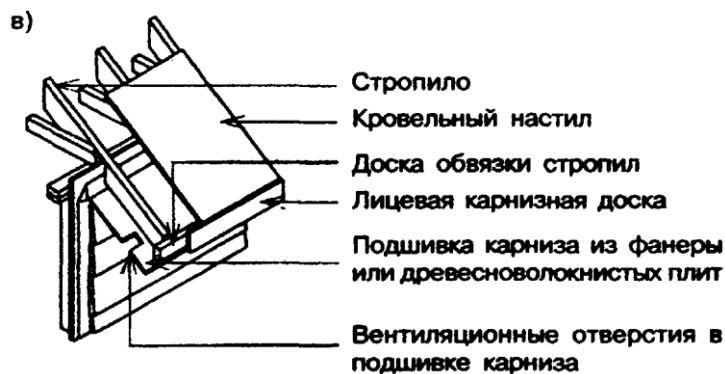 в)
Стропило
Кровельный настил
Доска обвязки стропил
Лицевая карнизная доска
Подшивка карниза из фанеры
или древесноволокнистых плит
Вентиляционные отверстия в
подшивке карниза